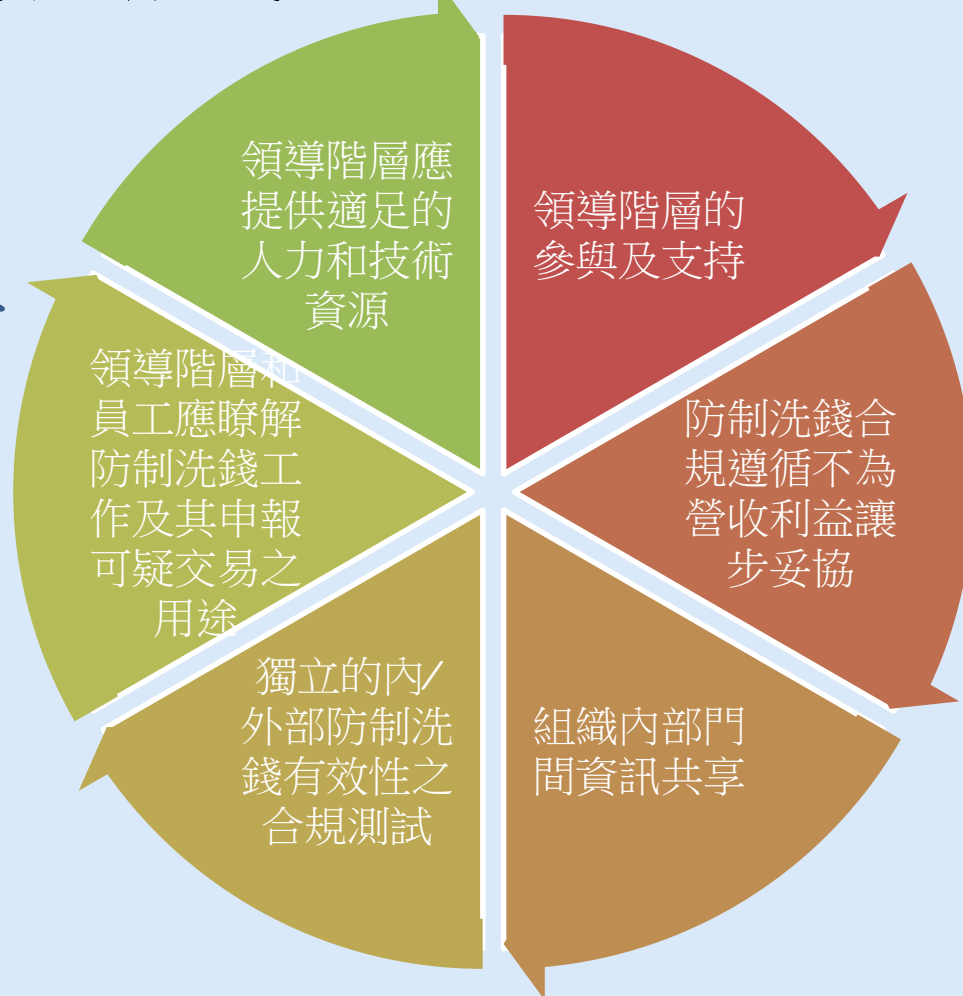 領導階層的
參與及支持
防制洗錢合
規遵循不為
營收利益讓
步妥協
組織內部門
間資訊共享
獨立的內/
外部防制洗
錢有效性之
合規測試
領導階層和
員工應瞭解
防制洗錢工
作及其申報
可疑交易之
用途
領導階層應
提供適足的
人力和技術
資源